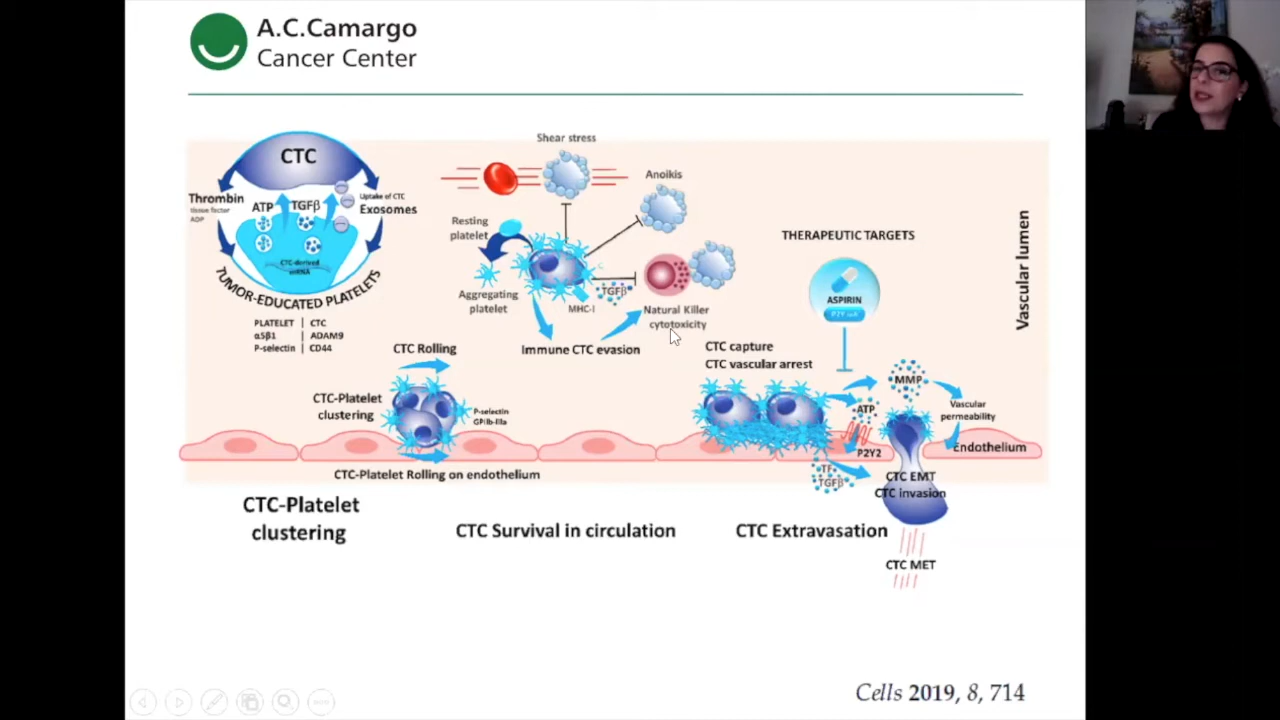 A.C.Camargo
Cancer Center
CTC
Thrombin
tissue factor
ADP
ATP
TGFβ
Uptake of CTC
Exosomes
CTC-derived
mRNA
TUMOR-EDUCATED PLATELETS
PLATELET | CTC
α5β1 | ADAM9
P-selectin | CD44
Shear stress
Anoikis
Resting
platelet
Aggregating
platelet
MHC-I
TGFβ
Natural Killer
cytotoxicity
Immune CTC evasion
THERAPEUTIC TARGETS
ASPIRIN
Vascular lumen
CTC Rolling
CTC-Platelet
clustering
P-selectin
GPIIb-IIIa
CTC-Platelet Rolling on endothelium
CTC capture
CTC vascular arrest
MMP
ATP
Vascular
permeability
P2Y2
Endothelium
TF
TGFβ
CTC EMT
CTC invasion
CTC-Platelet
clustering
CTC Survival in circulation
CTC Extravasation
CTC MET
Cells 2019, 8, 714